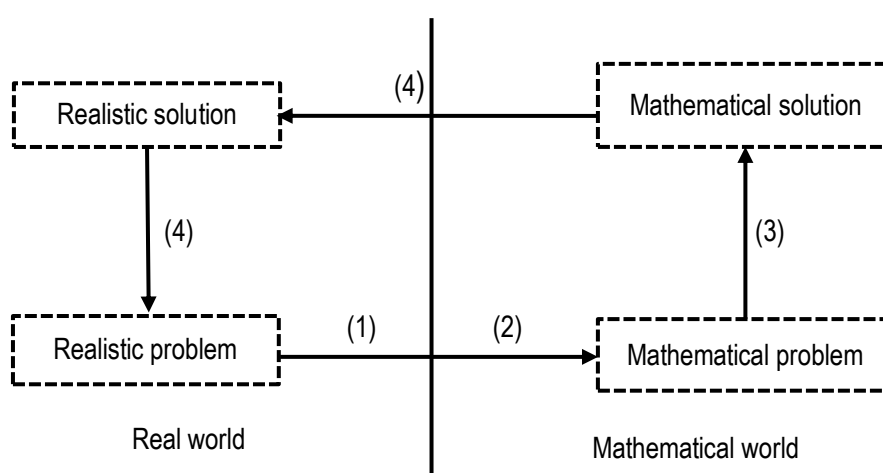 (4)
Realistic solution
Mathematical solution
(4)
(3)
(1)
(2)
Realistic problem
Mathematical problem
Real world
Mathematical world